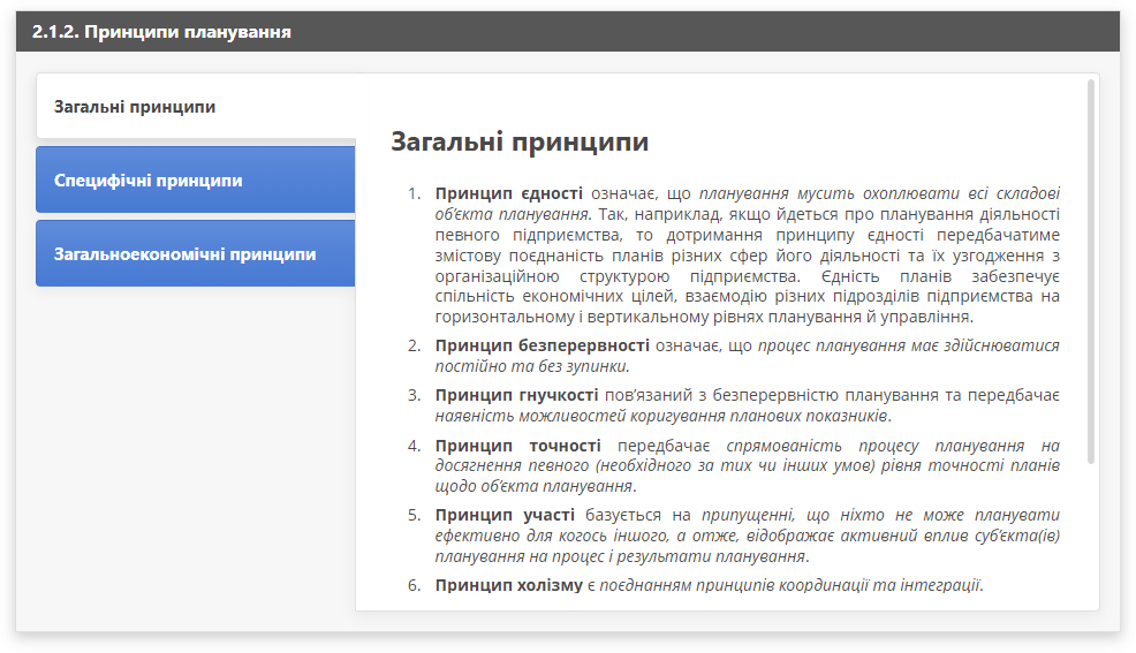 2.1.2. Принципи планування
Загальні принципи
Специфічні принципи
Загальноекономічні принципи
Загальні принципи
1. Принцип єдності означає, що планування мусить охоплювати всі складові
об’єкта планування. Так, наприклад, якщо йдеться про планування діяльності
певного підприємства, то дотримання принципу єдності передбачатиме
змістову поєднаність планів різних сфер його діяльності та їх узгодження з
організаційною структурою підприємства. Єдність планів забезпечує
спільність економічних цілей, взаємодію різних підрозділів підприємства на
горизонтальному і вертикальному рівнях планування й управління.
2. Принцип безперервності означає, що процес планування має здійснюватися
постійно та без зупинки.
3. Принцип гнучкості пов’язаний з безперервністю планування та передбачає
наявність можливостей коригування планових показників.
4. Принцип точності передбачає спрямованість процесу планування на
досягнення певного (необхідного за тих чи інших умов) рівня точності планів
щодо об’єкта планування.
5. Принцип участі базується на припущенні, що ніхто не може планувати
ефективно для когось іншого, а отже, відображає активний вплив суб’єкта(ів)
планування на процес і результати планування.
6. Принцип холізму є поєднанням принципів координації та інтеграції.